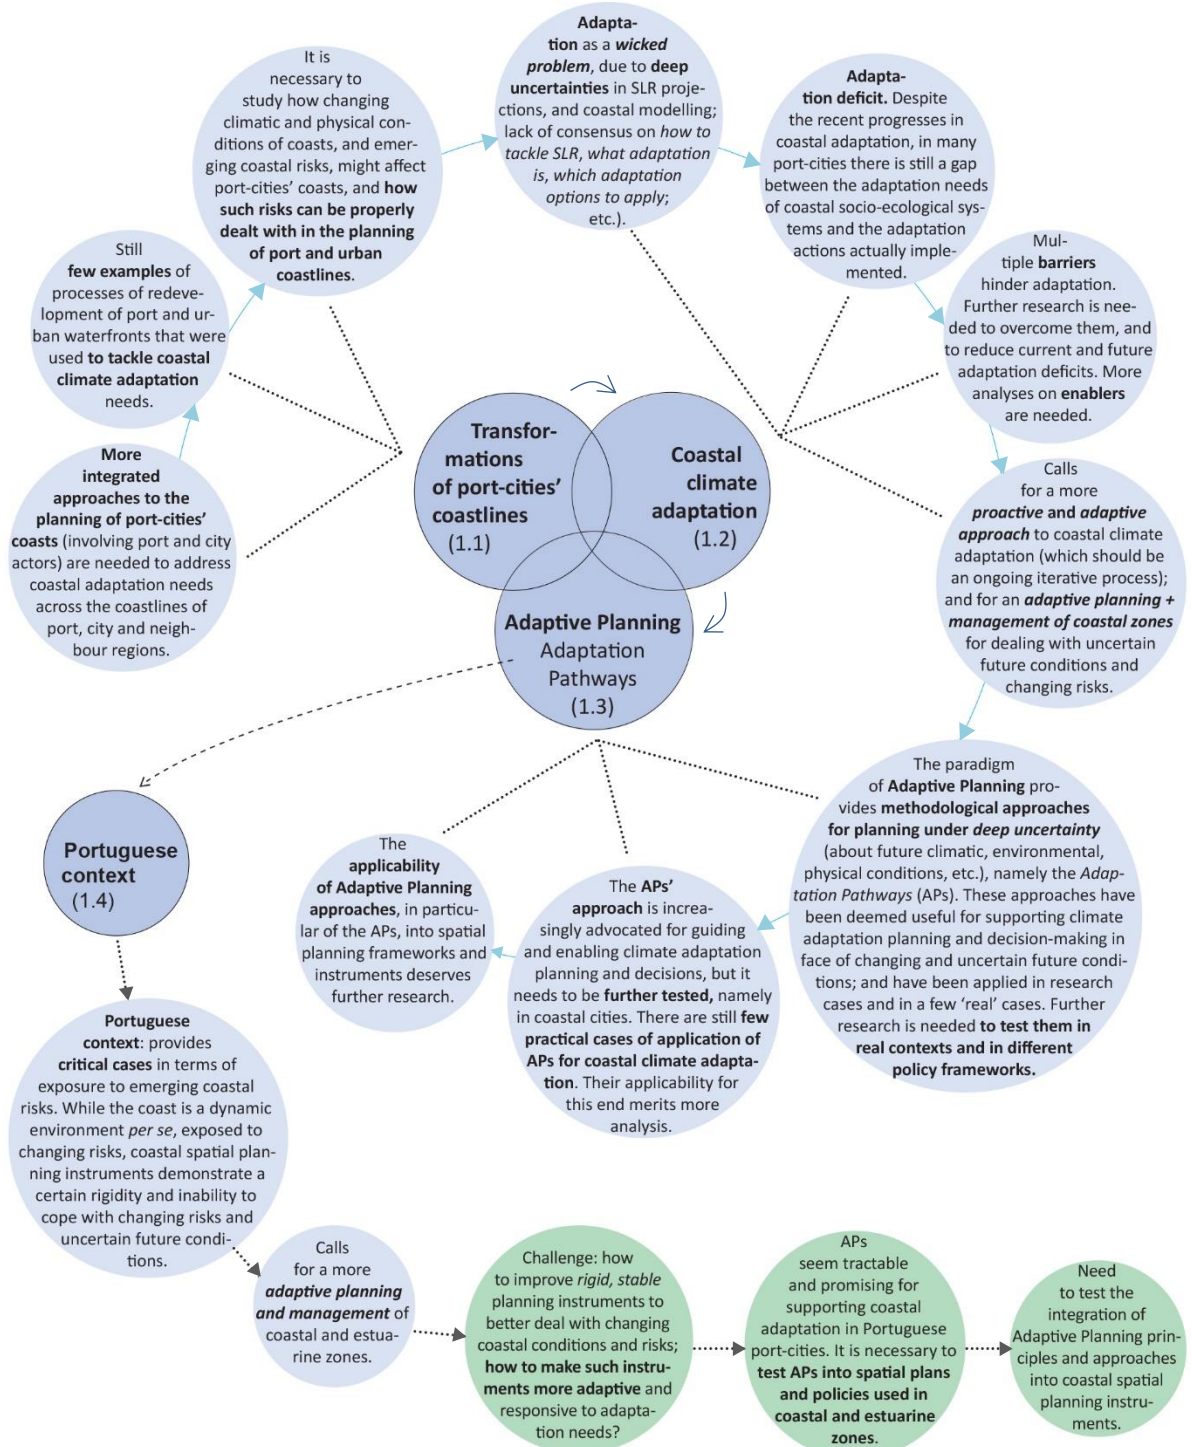 It is
necessary to
study how changing
climatic and physical con-
ditions of coasts, and emer-
ging coastal risks, might affect
port-cities' coasts, and how
such risks can be properly
dealt with in the planning
of port and urban
coastlines.
Adapta-
tion as a wicked
problem, due to deep
uncertainties in SLR proje-
ctions, and coastal modelling;
lack of consensus on how to
tackle SLR, what adaptation
is, which adaptation
options to apply;
etc.).
Adapta-
tion deficit. Despite
the recent progresses in
coastal adaptation, in many
port-cities there is still a gap
between the adaptation needs
of coastal socio-ecological sys-
tems and the adaptation
actions actually imple-
mented.
Still
few examples of
processes of redeve-
lopment of port and ur-
ban waterfronts that were
used to tackle coastal
climate adaptation
needs.
Mul-
tiple barriers
hinder adaptation.
Further research is nee-
ded to overcome them, and
to reduce current and future
adaptation deficits. More
analyses on enablers
are needed.
More
integrated
approaches to the
planning of port-cities'
coasts (involving port and city
actors) are needed to address
coastal adaptation needs
across the coastlines of
port, city and neigh-
bour regions.
Transfor-
mations
of port-cities'
coastlines
(1.1)
Coastal
climate
adaptation
(1.2)
Adaptive Planning
Adaptation
Pathways
(1.3)
Calls
for a more
proactive and adaptive
approach to coastal climate
adaptation (which should be
an ongoing iterative process);
and for an adaptive planning +
management of coastal zones
for dealing with uncertain
future conditions and
changing risks.
The paradigm
of Adaptive Planning pro-
vides methodological approaches
for planning under deep uncertainty
(about future climatic, environmental,
physical conditions, etc.), namely the Adap-
tation Pathways (APs). These approaches have
been deemed useful for supporting climate
adaptation planning and decision-making in
face of changing and uncertain future condi-
tions; and have been applied in research
cases and in a few 'real' cases. Further
research is needed to test them in
real contexts and in different
policy frameworks.
The APs'
approach is increa-
singly advocated for guiding
and enabling climate adaptation
planning and decisions, but it
needs to be further tested, namely
in coastal cities. There are still few
practical cases of application of
APs for coastal climate adapta-
tion. Their applicability for
this end merits more
analysis.
The
applicability
of Adaptive Planning
approaches, in particu-
lar of the APs, into spatial
planning frameworks and
instruments deserves
further research.
Portuguese
context
(1.4)
Portuguese
context: provides
critical cases in terms of
exposure to emerging coastal
risks. While the coast is a dynamic
environment per se, exposed to
changing risks, coastal spatial plan-
ning instruments demonstrate a
certain rigidity and inability to
cope with changing risks and
uncertain future condi-
tions.
Calls
for a more
adaptive planning
and management of
coastal and estua-
rine zones.
Challenge: how
to improve rigid, stable
planning instruments to
better deal with changing
coastal conditions and risks;
how to make such instru-
ments more adaptive and
responsive to adapta-
tion needs?
APs
seem tractable
and promising for
supporting coastal
adaptation in Portuguese
port-cities. It is necessary to
test APs into spatial plans
and policies used in
coastal and estuarine
zones.
Need
to test the
integration of
Adaptive Planning prin-
ciples and approaches
into coastal spatial
planning instru-
ments.